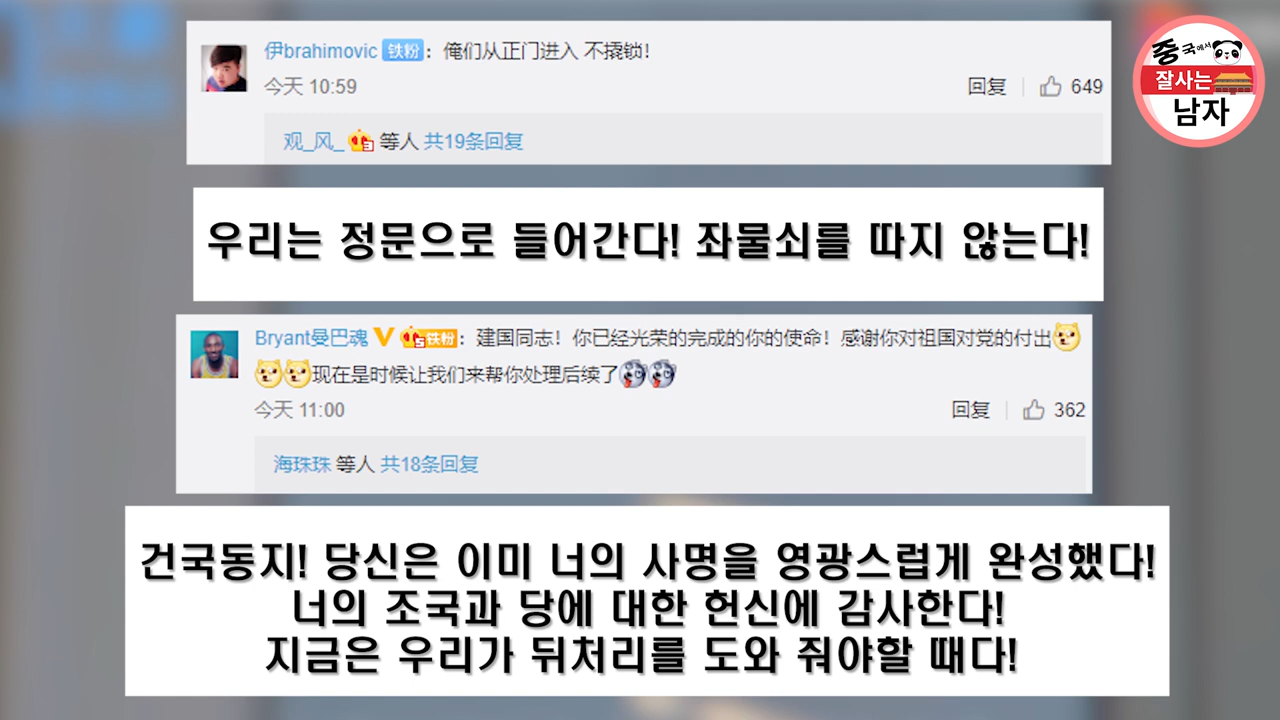 중국에서
잘사는
남자
伊brahimovic 铁粉 : 俺们从正门进入 不撬锁!
今天 10:59
回复 649
观_风_ 等人 共19条回复
우리는 정문으로 들어간다! 좌물쇠를 따지 않는다!
Bryant曼巴魂 铁粉 : 建国同志! 你已经光荣的完成的你的使命! 感谢你对祖国对党的付出
现在是时候让我们来帮你处理后续了
今天 11:00
回复 362
海珠珠 等人 共18条回复
건국동지! 당신은 이미 너의 사명을 영광스럽게 완성했다!
너의 조국과 당에 대한 헌신에 감사한다!
지금은 우리가 뒤처리를 도와 줘야할 때다!